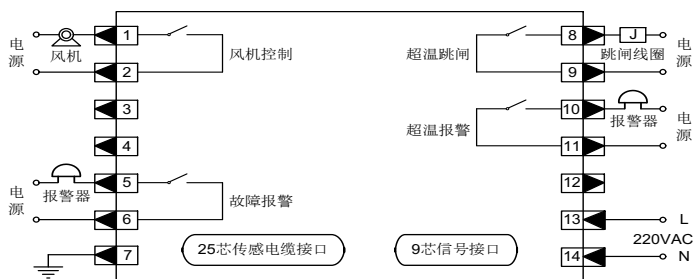 电源
风机
1
风机控制
2
3
4
电源
报警器
5
故障报警
6
7
25芯传感电缆接口
9芯信号接口
超温跳闸
8
J
跳闸线圈
9
电源
超温报警
10
报警器
11
电源
12
13
L
220VAC
14
N